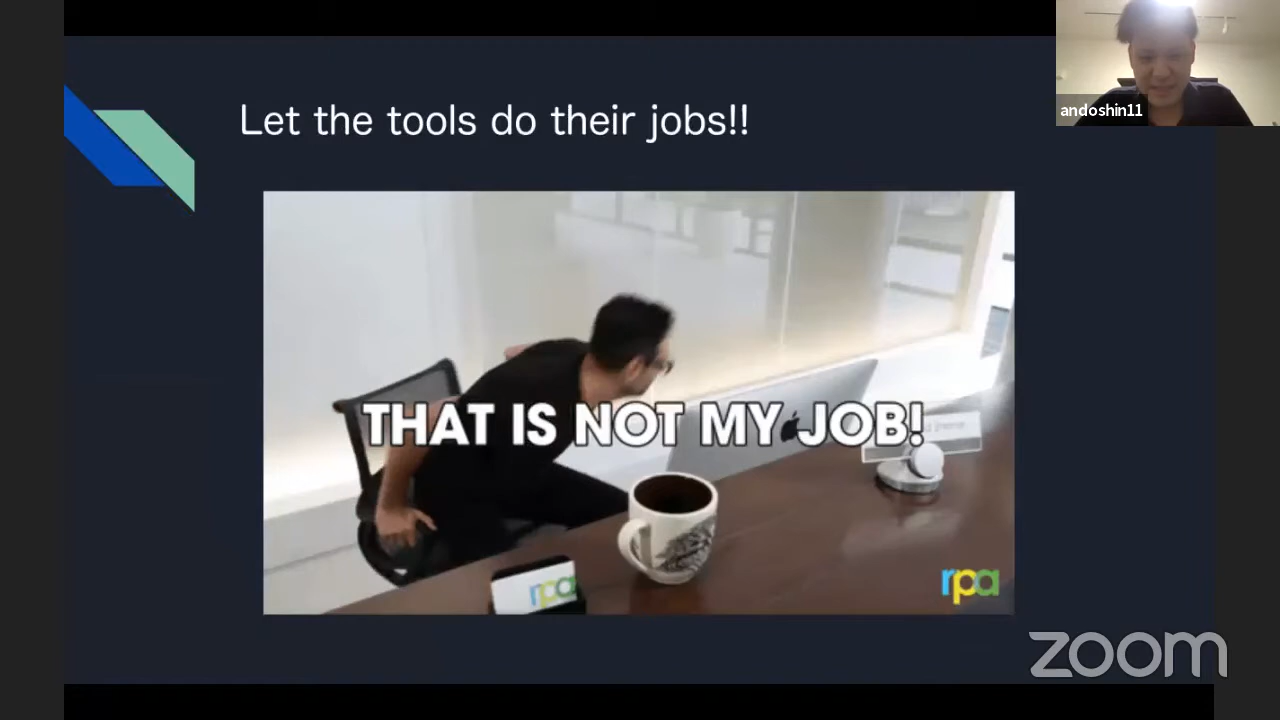 Let the tools do their jobs!!
andoshin11
THAT IS NOT MY JOB!
rpa
rpa
zoom